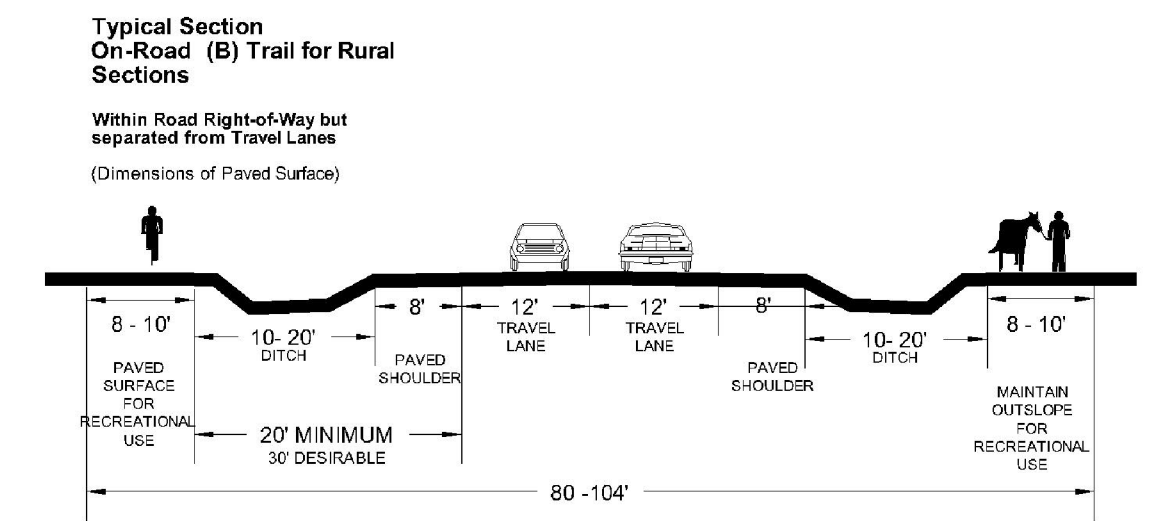 Typical Section
On-Road (B) Trail for Rural
Sections
Within Road Right-of-Way but
separated from Travel Lanes
(Dimensions of Paved Surface)
8 - 10'
PAVED
SURFACE
FOR
RECREATIONAL
USE
10- 20'
DITCH
8'
PAVED
SHOULDER
12'
TRAVEL
LANE
12'
TRAVEL
LANE
8'
PAVED
SHOULDER
10- 20'
DITCH
8 - 10'
MAINTAIN
OUTSLOPE
FOR
RECREATIONAL
USE
20' MINIMUM
30' DESIRABLE
80 -104'